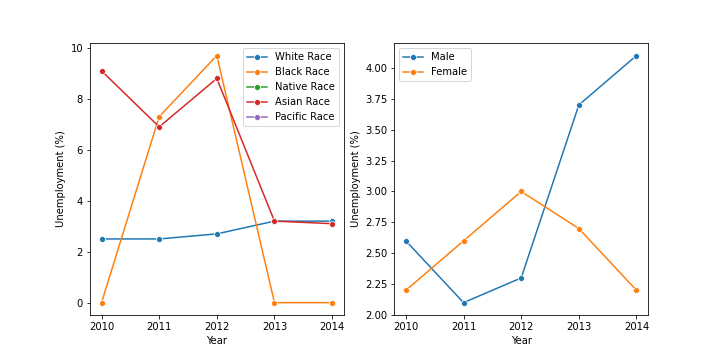 10
8
6
4
2
0
Unemployment (%)
2010 2011 2012 2013 2014
Year
White Race
Black Race
Native Race
Asian Race
Pacific Race
4.00
3.75
3.50
3.25
3.00
2.75
2.50
2.25
2.00
Unemployment (%)
2010 2011 2012 2013 2014
Year
Male
Female